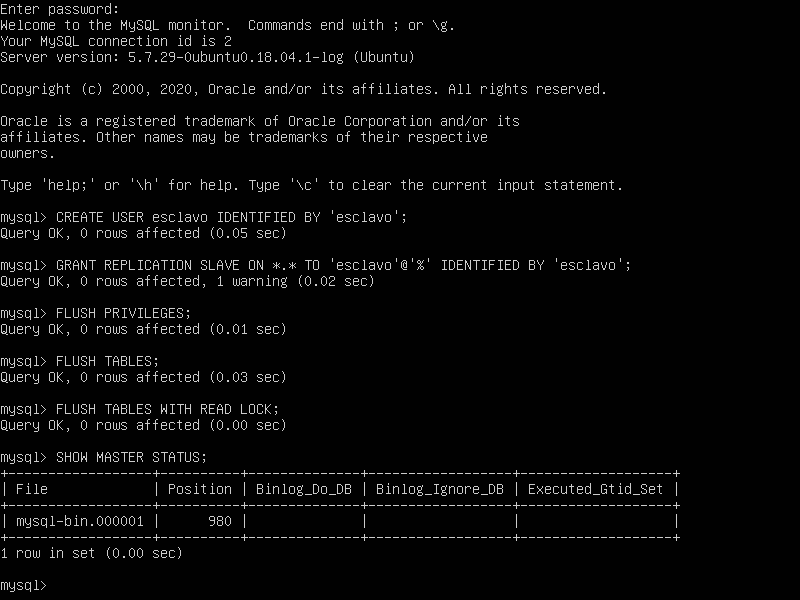 Enter password:
Welcome to the MySQL monitor.  Commands end with ; or \g.
Your MySQL connection id is 2
Server version: 5.7.29-0ubuntu0.18.04.1-log (Ubuntu)

Copyright (c) 2000, 2020, Oracle and/or its affiliates. All rights reserved.

Oracle is a registered trademark of Oracle Corporation and/or its
affiliates. Other names may be trademarks of their respective
owners.

Type 'help;' or '\h' for help. Type '\c' to clear the current input statement.

mysql> CREATE USER esclavo IDENTIFIED BY 'esclavo';
Query OK, 0 rows affected (0.05 sec)

mysql> GRANT REPLICATION SLAVE ON *.* TO 'esclavo'@'%' IDENTIFIED BY 'esclavo';
Query OK, 0 rows affected, 1 warning (0.02 sec)

mysql> FLUSH PRIVILEGES;
Query OK, 0 rows affected (0.01 sec)

mysql> FLUSH TABLES;
Query OK, 0 rows affected (0.03 sec)

mysql> FLUSH TABLES WITH READ LOCK;
Query OK, 0 rows affected (0.00 sec)

mysql> SHOW MASTER STATUS;
+------------------+----------+--------------+------------------+-------------------+
| File             | Position | Binlog_Do_DB | Binlog_Ignore_DB | Executed_Gtid_Set |
+------------------+----------+--------------+------------------+-------------------+
| mysql-bin.000001 |      980 |              |                  |                   |
+------------------+----------+--------------+------------------+-------------------+
1 row in set (0.00 sec)

mysql>